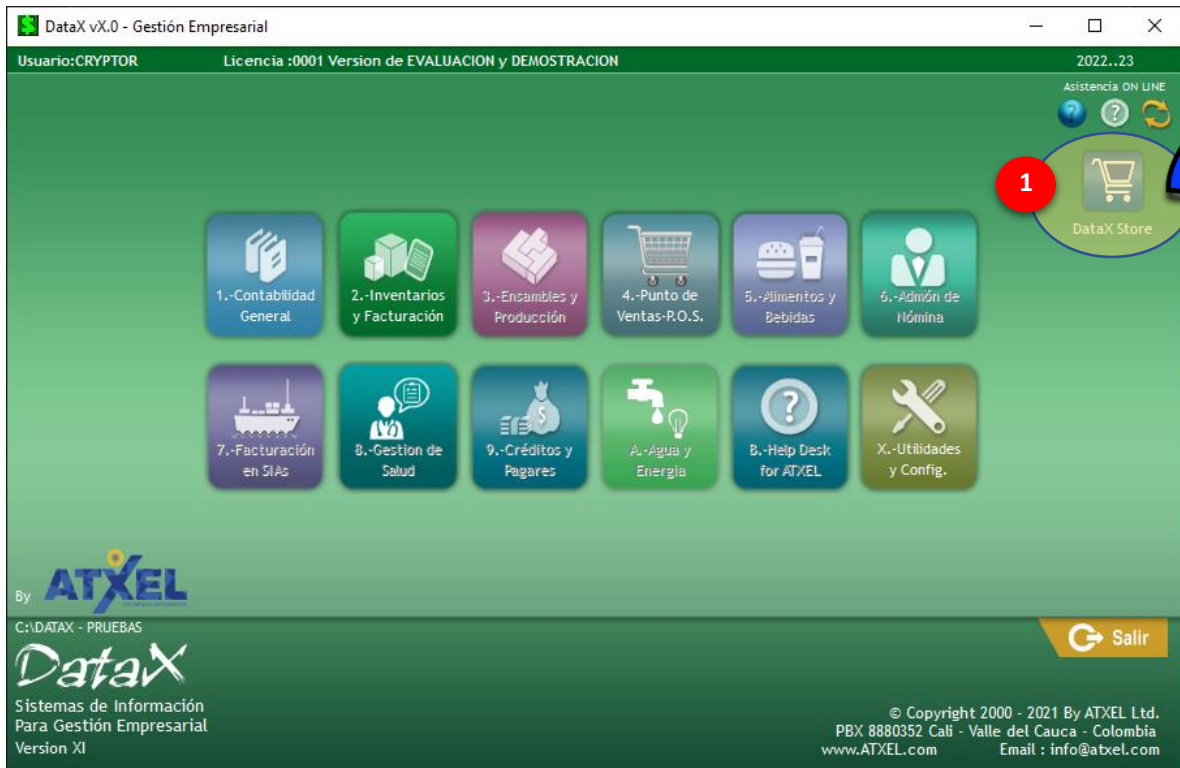 DataX vX.0 - Gestión Empresarial
Usuario:CRYPTOR
Licencia :0001 Version de EVALUACION y DEMOSTRACION
2022..23
Asistencia ON LINE
1
DataX Store
1.-Contabilidad
General
2.-Inventarios
y Facturación
3.-Ensambles y
Producción
4.-Punto de
Ventas-P.O.S.
5.-Alimentos y
Bebidas
6.-Admón de
Nómina
7.-Facturación
en SIAs
8.-Gestion de
Salud
9.-Créditos y
Pagares
A.-Agua y
Energia
B.-Help Desk
for ATXEL
X.-Utilidades
y Config.
By ATXEL
C:\DATAX - PRUEBAS
DataX
Sistemas de Información
Para Gestión Empresarial
Version XI
Salir
© Copyright 2000 - 2021 By ATXEL Ltd.
PBX 8880352 Cali - Valle del Cauca - Colombia
www.ATXEL.com Email : info@atxel.com